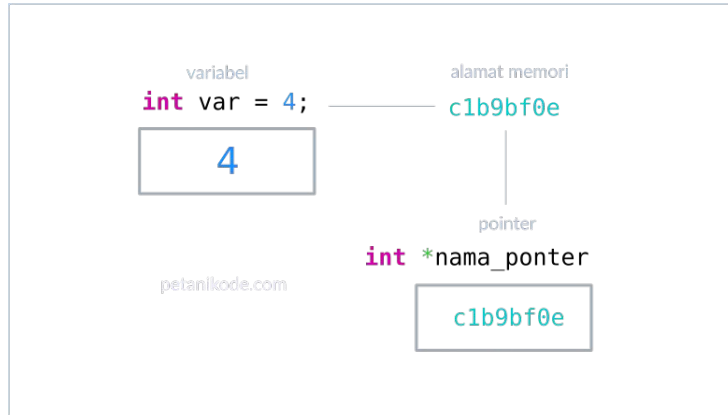 variabel
int var = 4;
4
alamat memori
c1b9bf0e
pointer
int *nama_ponter
c1b9bf0e
petanikode.com